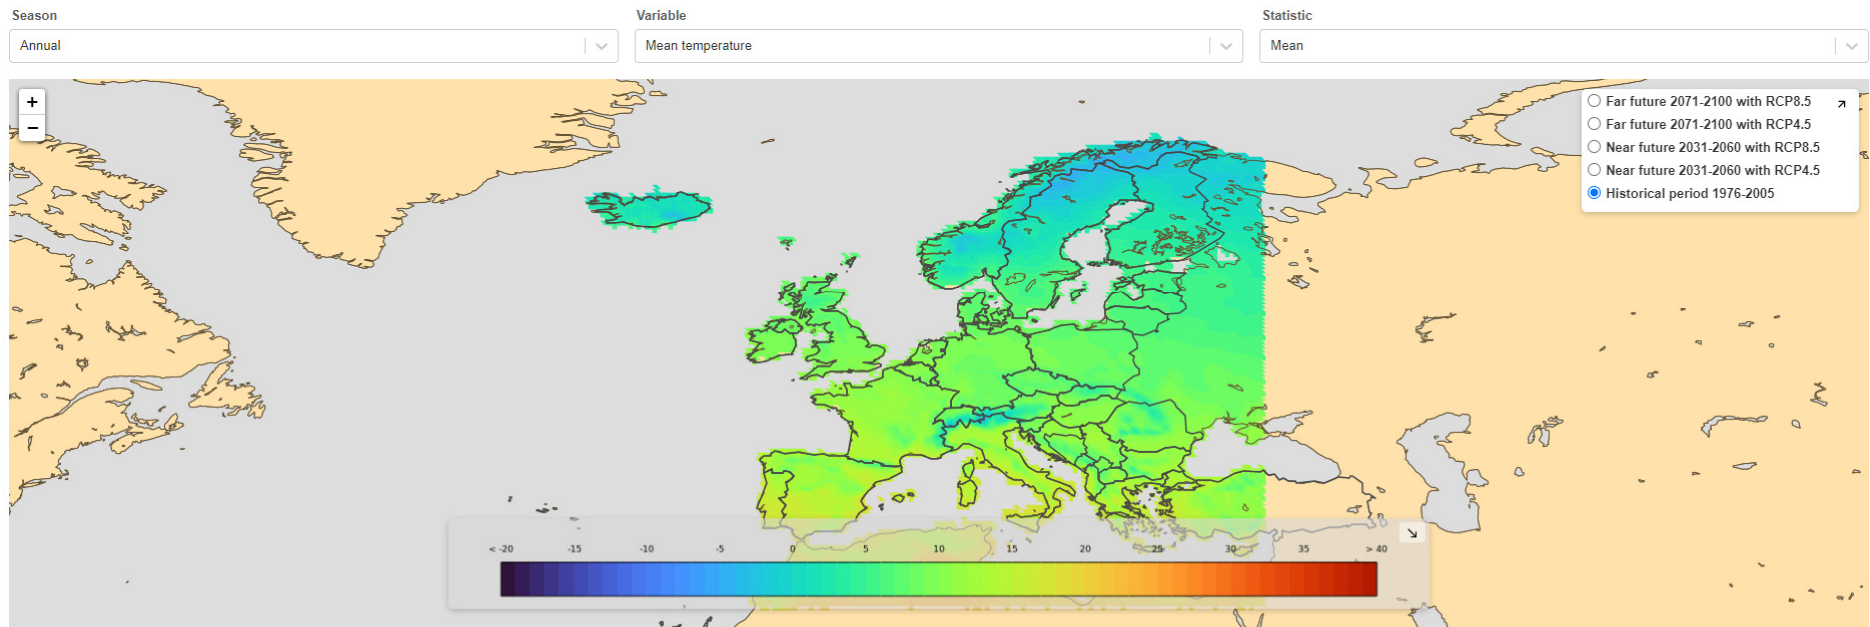 Season
Variable
Statistic
Annual
Mean temperature
Mean
+
−
Far future 2071-2100 with RCP8.5
Far future 2071-2100 with RCP4.5
Near future 2031-2060 with RCP8.5
Near future 2031-2060 with RCP4.5
Historical period 1976-2005
< -20 -15 -10 -5 0 5 10 15 20 25 30 35 > 40